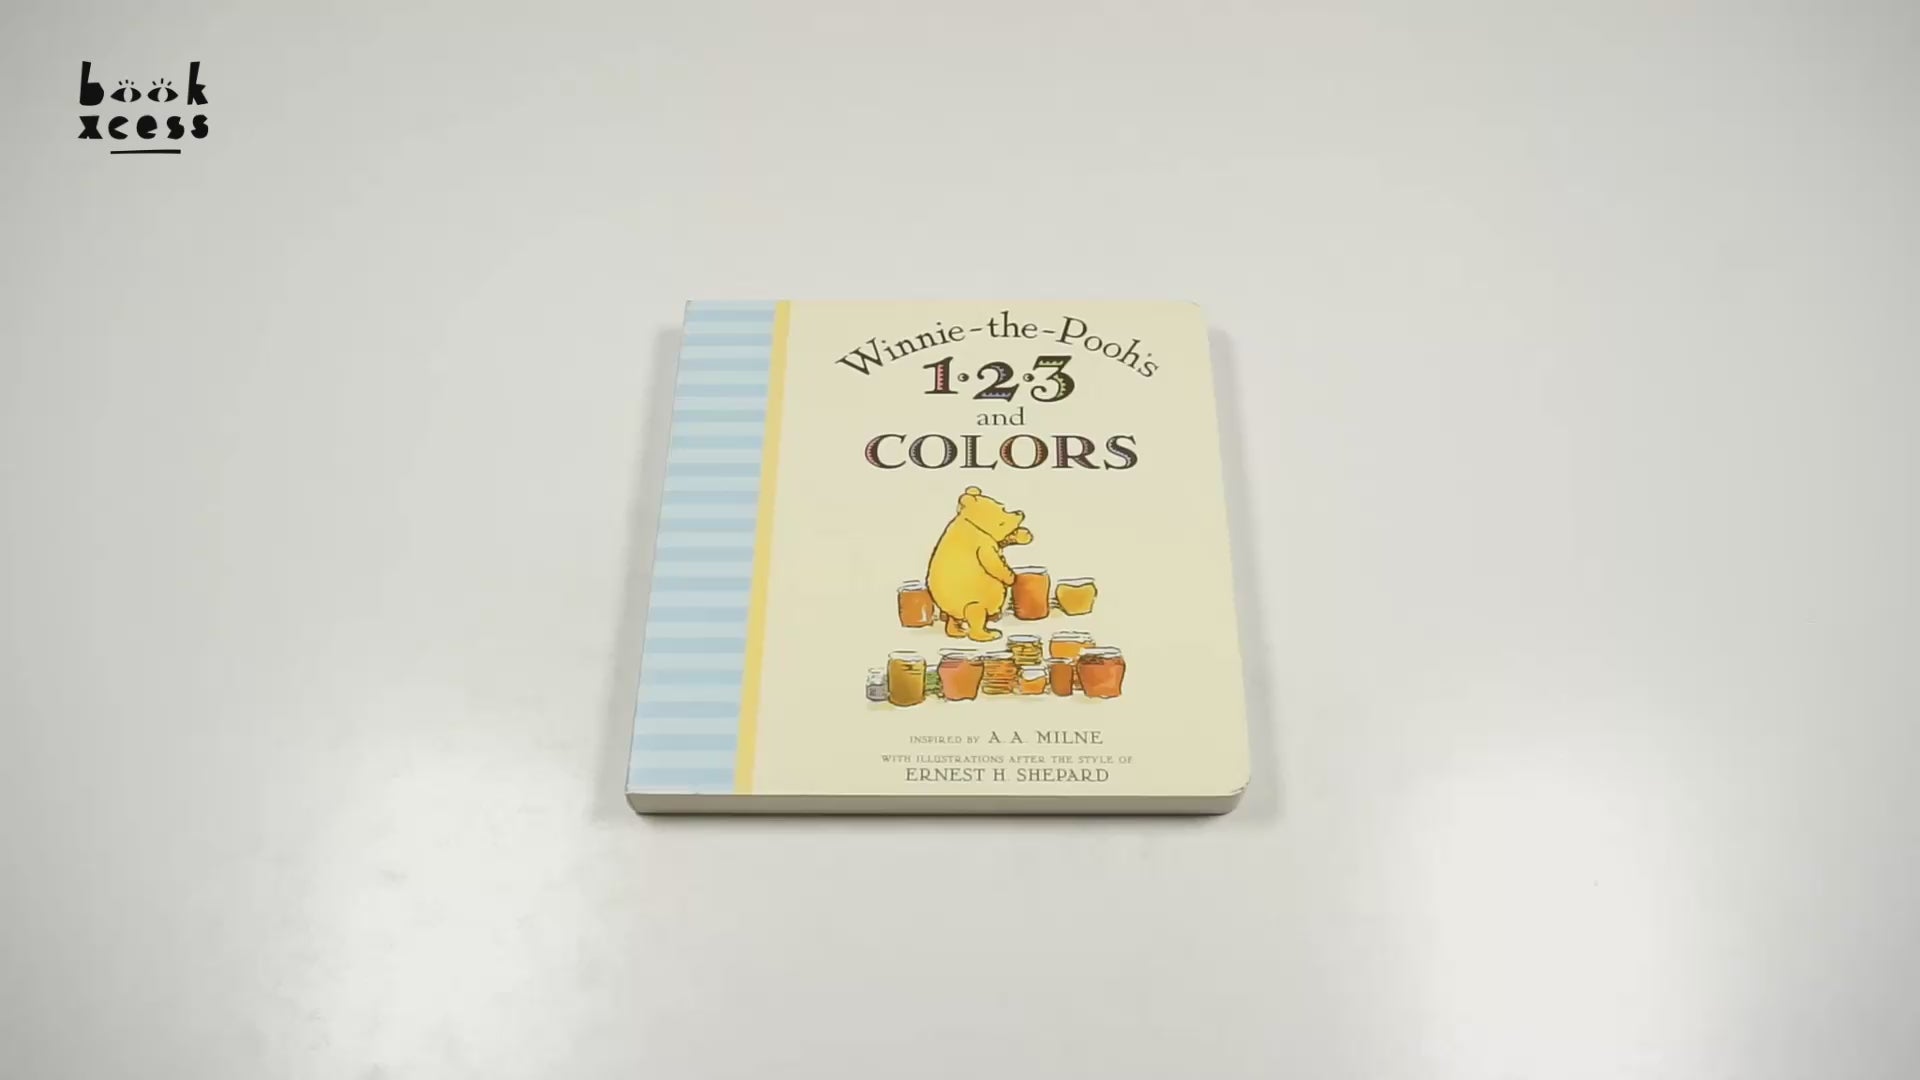 book
xcess
Winnie-the-Pooh's
1·2·3
and
COLORS
INSPIRED BY A. A. MILNE
WITH ILLUSTRATIONS AFTER THE STYLE OF
ERNEST H. SHEPARD